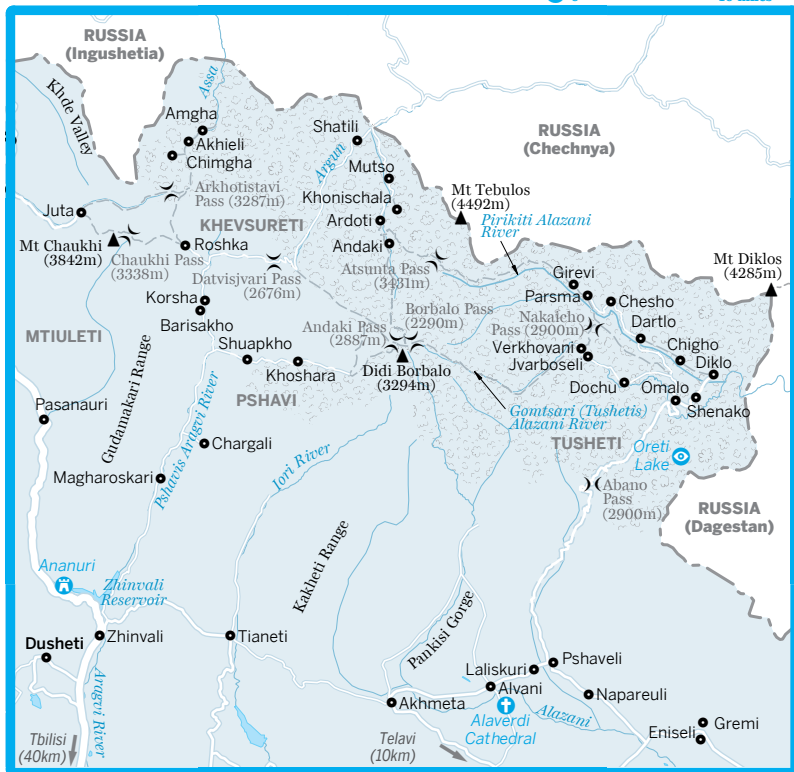 RUSSIA
(Ingushetia)
Khde Valley
Assa
Amgha
Akhieli
Chimgha
Shatili
Argun
Mutso
RUSSIA
(Chechnya)
Arkhotistavi
Pass (3287m)
Khonischala
Mt Tebulos
(4492m)
Juta
KHEVSURETI
Ardoti
Pirikiti Alazani
River
Mt Chaukhi
(3842m)
Chaukhi Pass
(3338m)
Roshka
Andaki
Mt Diklos
(4285m)
Datvisjvari Pass
(2676m)
Atsunta Pass
(3431m)
Girevi
Parsma
Chesho
Korsha
Barisakho
Borbalo Pass
(2290m)
Nakaicho
Pass (2900m)
Dartlo
MTIULETI
Andaki Pass
(2887m)
Shuapkho
Verkhovani
Jvarboseli
Chigho
Khoshara
Didi Borbalo
(3294m)
Diklo
Dochu
Omalo
Shenako
PSHAVI
Gudamakari Range
Pasanauri
Pshavis Aragvi River
Gomtsari (Tushetis)
Alazani River
Chargali
Iori River
TUSHETI
Oreti
Lake
Magharoskari
Abano
Pass
(2900m)
RUSSIA
(Dagestan)
Ananuri
Zhinvali
Reservoir
Kakheti Range
Pankisi Gorge
Dusheti
Zhinvali
Tianeti
Pshaveli
Laliskuri
Alvani
Napareuli
Aragvi River
Akhmeta
Alaverdi
Cathedral
Alazani
Gremi
Eniseli
Tbilisi
(40km)
Telavi
(10km)